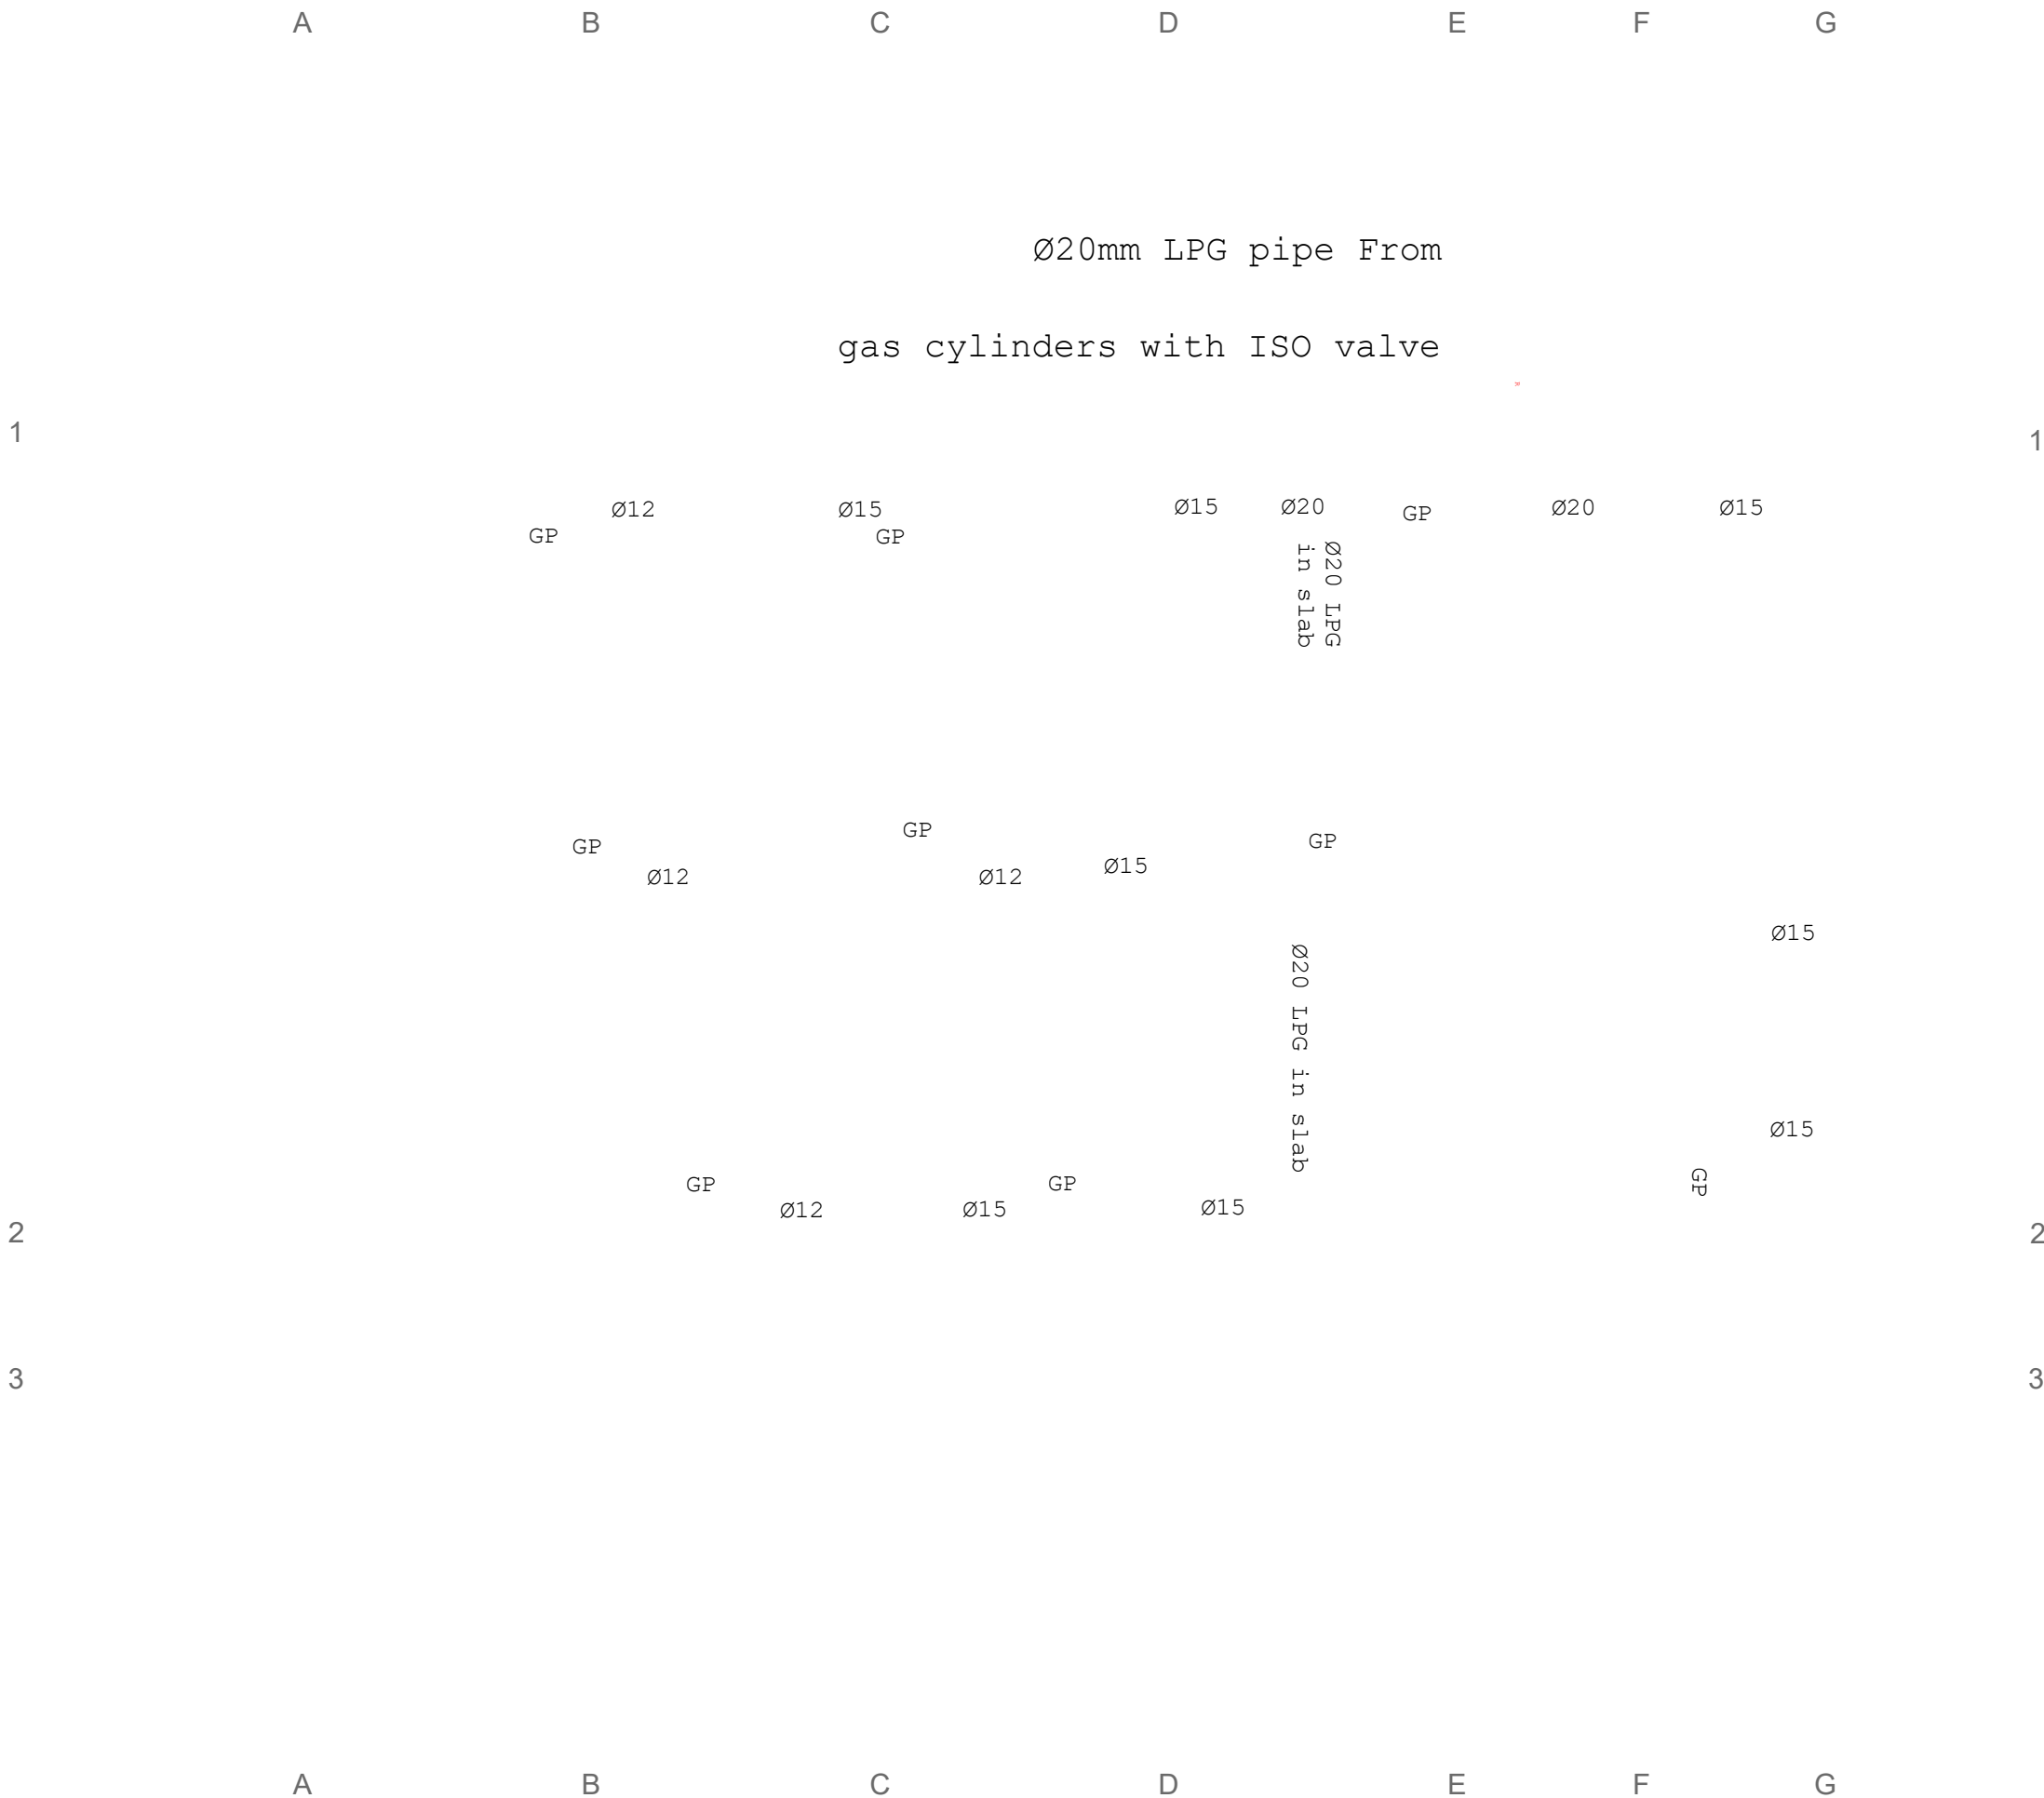 A B C D E F G
Ø20mm LPG pipe From
gas cylinders with ISO valve
1 1
Ø12 Ø15 Ø15 Ø20 GP Ø20 Ø15
GP GP
Ø20 LPG
in slab
GP GP GP
Ø12 Ø12 Ø15
Ø15
Ø20 LPG in slab
Ø15
GP GP GP
Ø12 Ø15 Ø15
2 2
3 3
A B C D E F G